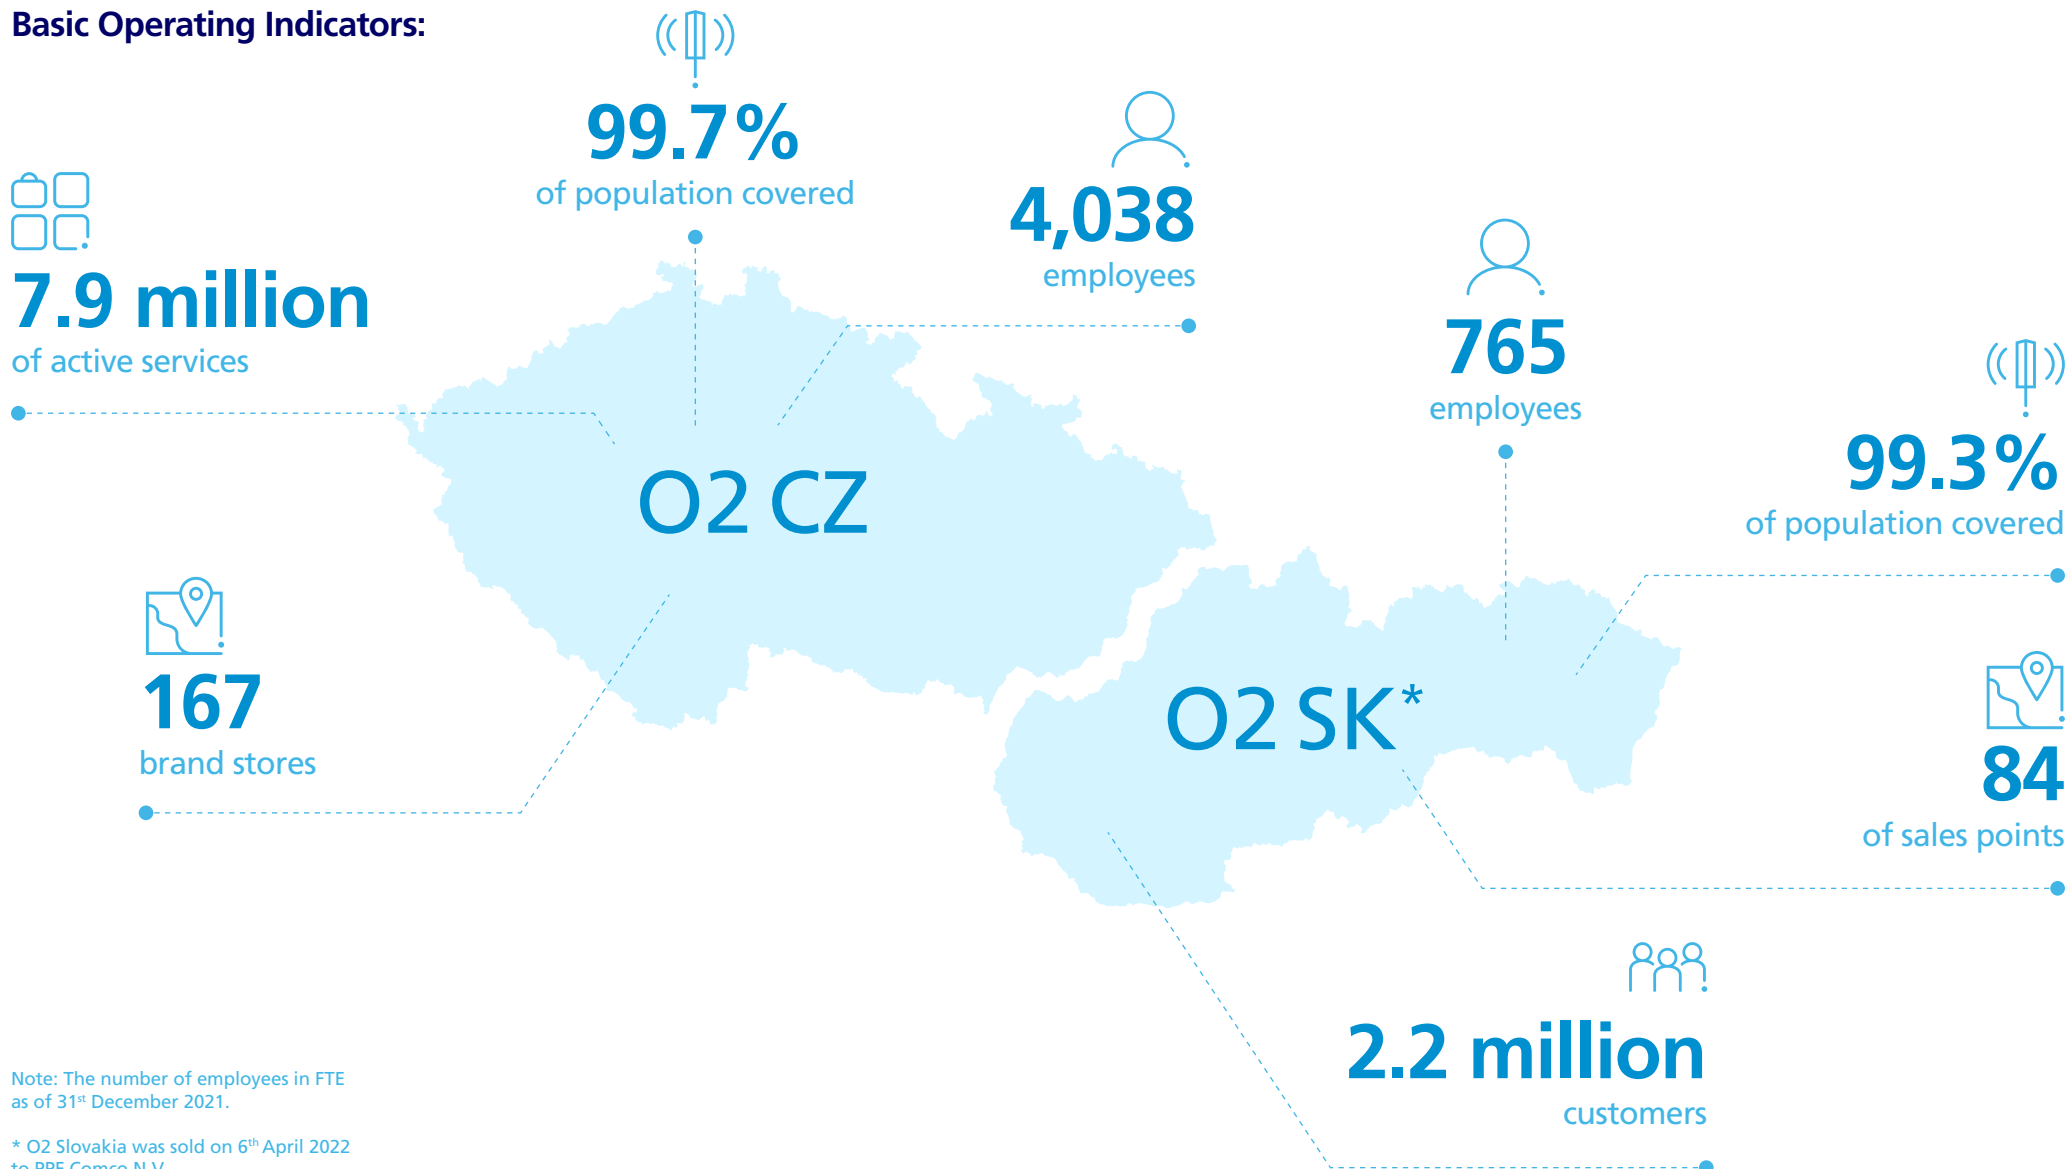 Basic Operating Indicators:
99.7%
of population covered
4,038
employees
7.9 million
of active services
765
employees
99.3%
of population covered
O2 CZ
167
brand stores
O2 SK*
84
of sales points
2.2 million
customers
Note: The number of employees in FTE
as of 31st December 2021.
* O2 Slovakia was sold on 6th April 2022
to PPF Comco N.V.